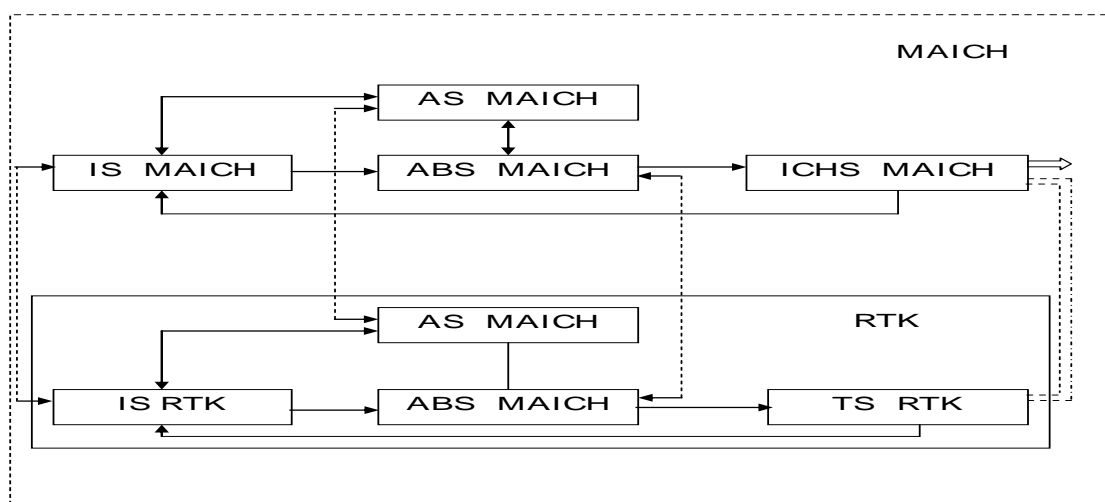 MAICH
AS MAICH
IS MAICH
ABS MAICH
ICHS MAICH
AS MAICH
RTK
IS RTK
ABS MAICH
TS RTK